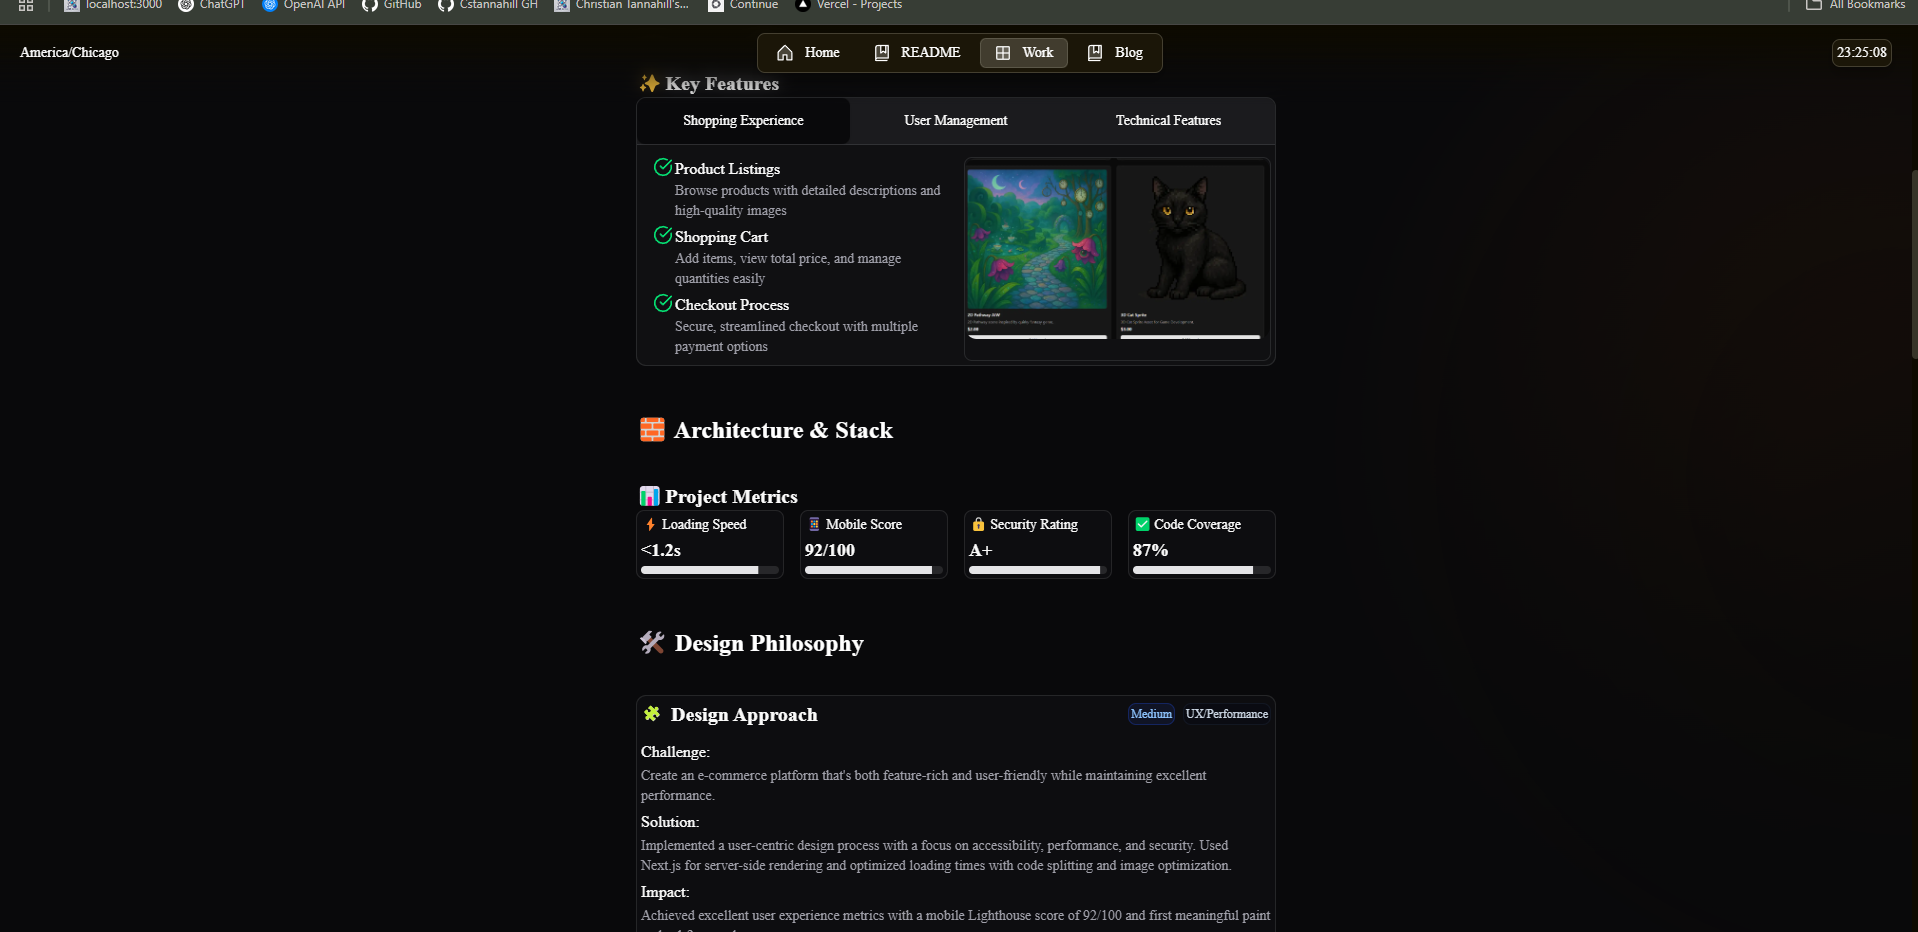 localhost:3000 ChatGPT OpenAI API GitHub Cstannahill GH Christian Tannahill's... Continue Vercel - Projects All Bookmarks
America/Chicago Home README Work Blog 23:25:08
Key Features
Shopping Experience User Management Technical Features
Product Listings
Browse products with detailed descriptions and
high-quality images
Shopping Cart
Add items, view total price, and manage
quantities easily
Checkout Process
Secure, streamlined checkout with multiple
payment options
Architecture & Stack
Project Metrics
Loading Speed Mobile Score Security Rating Code Coverage
<1.2s 92/100 A+ 87%
Design Philosophy
Design Approach Medium UX/Performance
Challenge:
Create an e-commerce platform that's both feature-rich and user-friendly while maintaining excellent
performance.
Solution:
Implemented a user-centric design process with a focus on accessibility, performance, and security. Used
Next.js for server-side rendering and optimized loading times with code splitting and image optimization.
Impact:
Achieved excellent user experience metrics with a mobile Lighthouse score of 92/100 and first meaningful paint